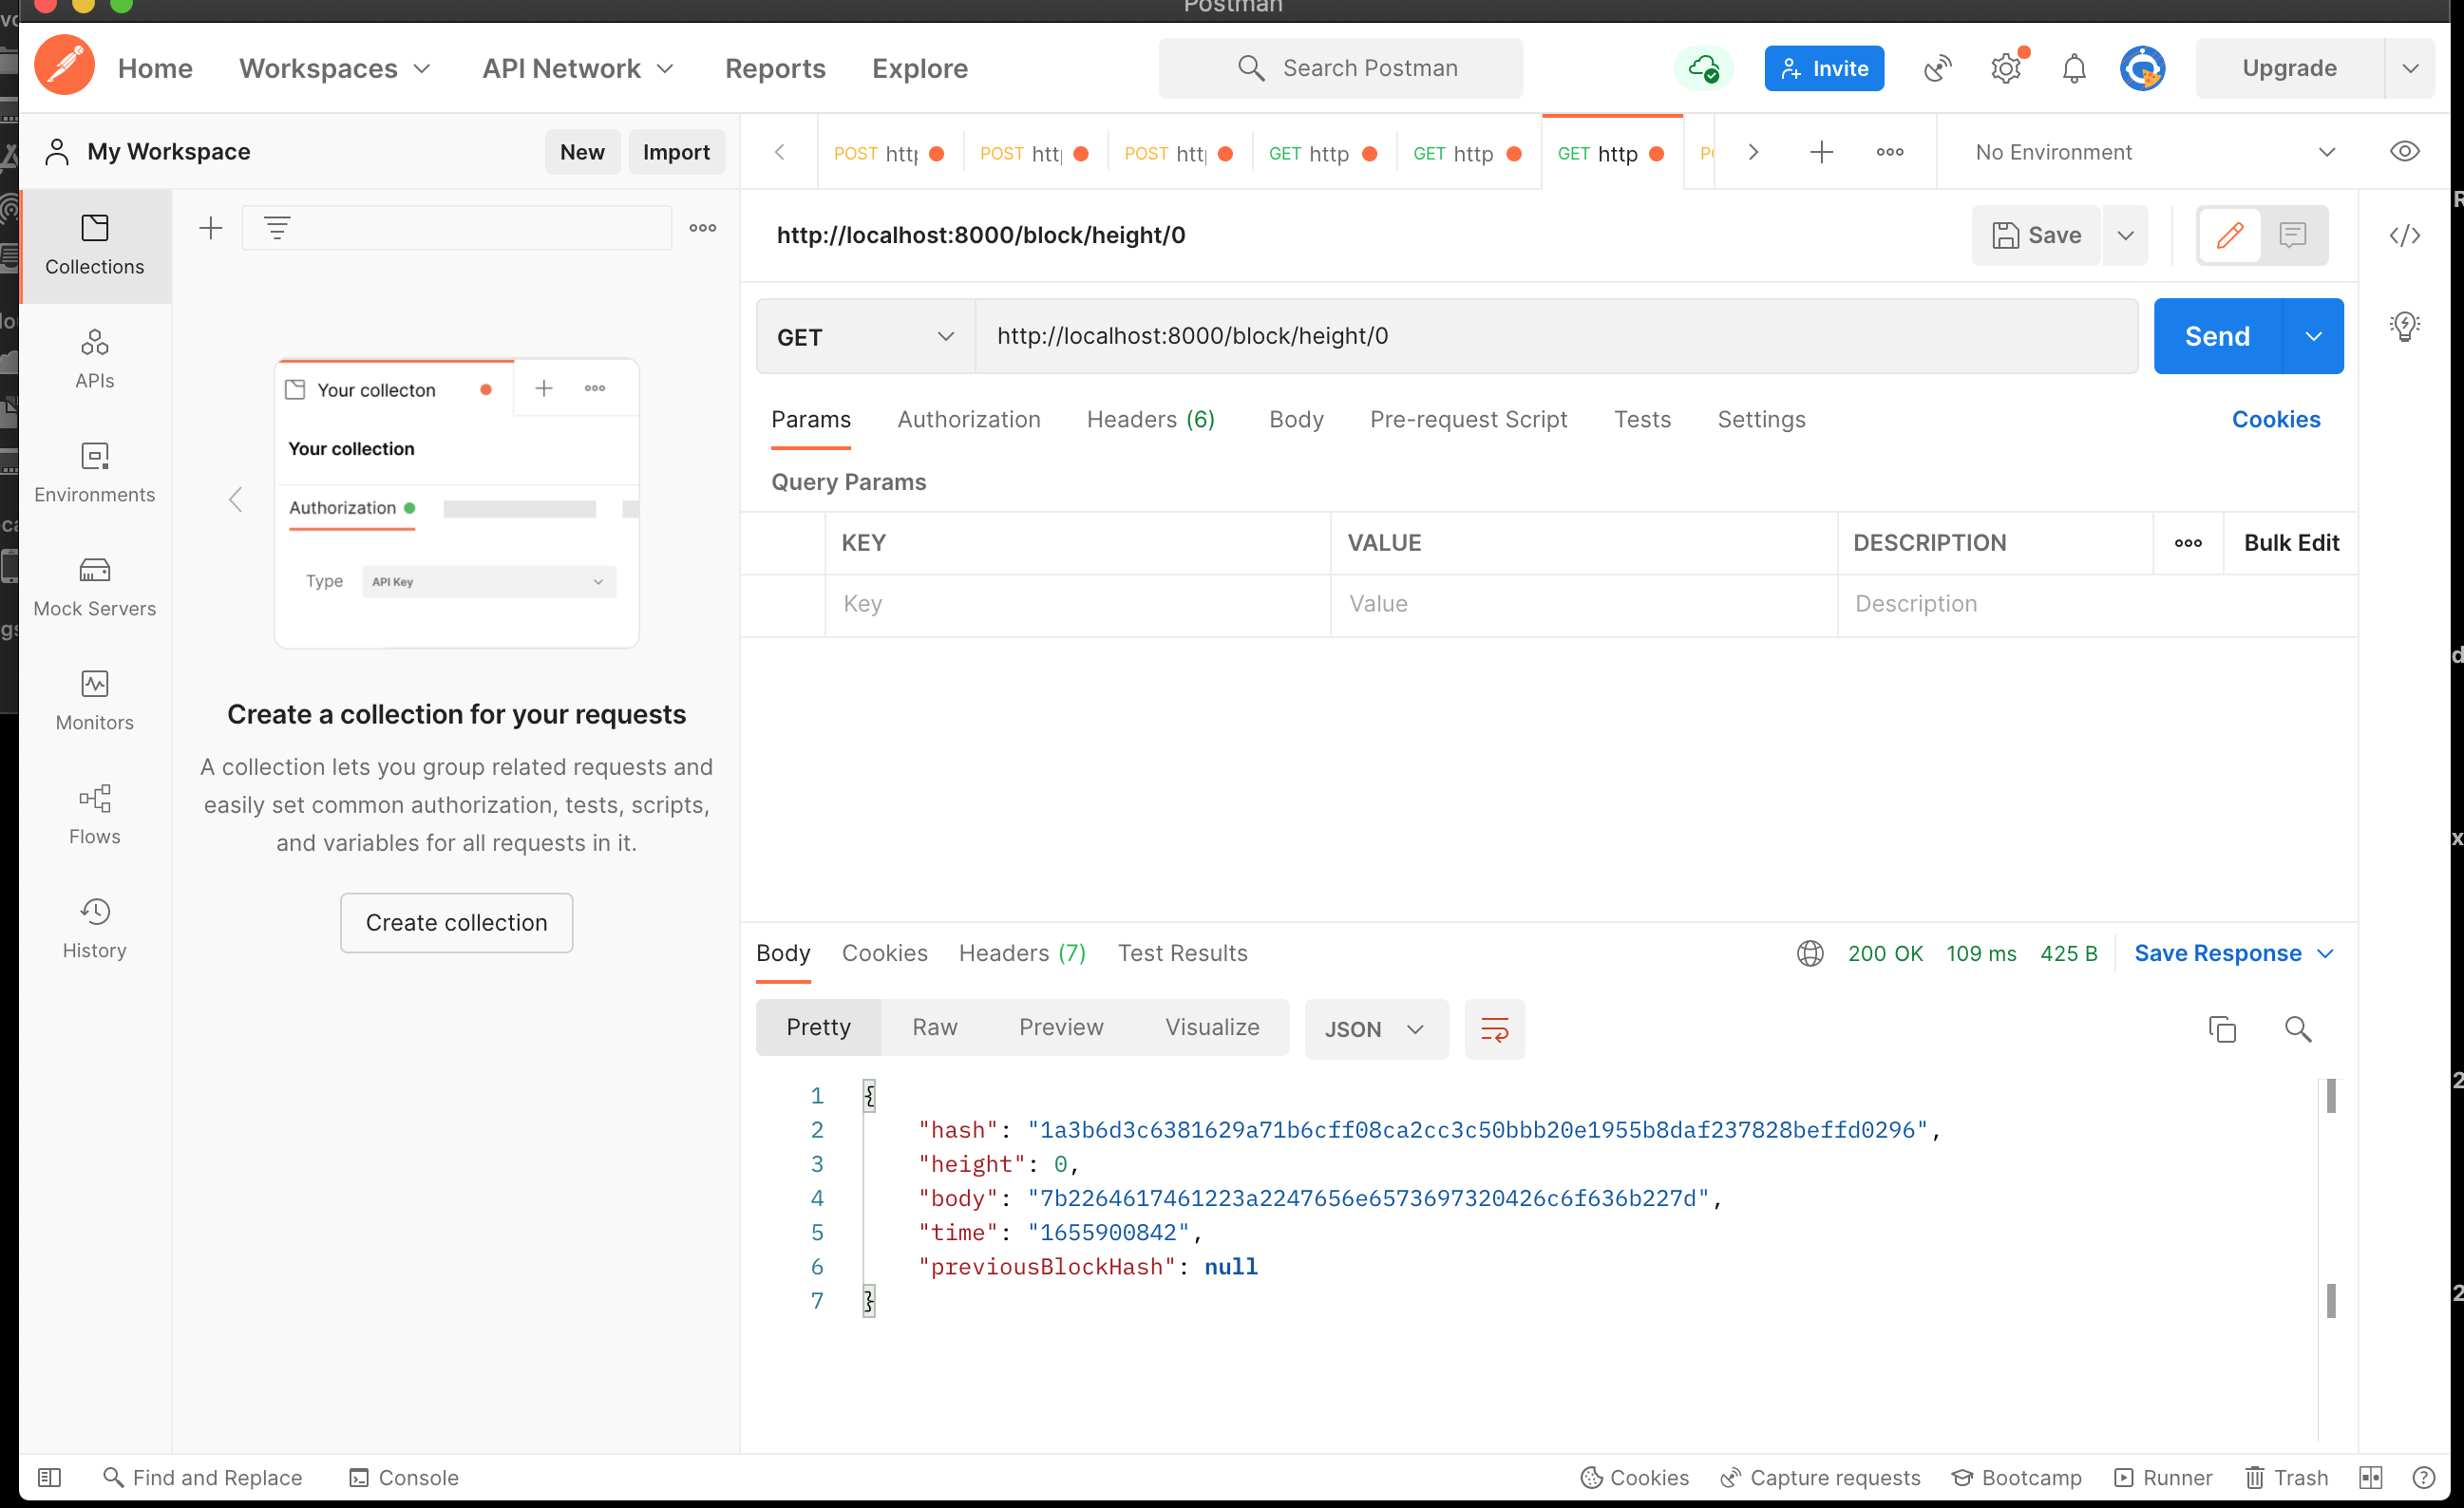 Postman
Home Workspaces API Network Reports Explore Search Postman Invite Upgrade
My Workspace New Import POST http POST http POST http GET http GET http GET http No Environment
Collections
APIs
Environments
Mock Servers
Monitors
Flows
History
Your collecton
Your collection
Authorization
Type API Key
Create a collection for your requests
A collection lets you group related requests and
easily set common authorization, tests, scripts,
and variables for all requests in it.
Create collection
http://localhost:8000/block/height/0 Save
GET http://localhost:8000/block/height/0 Send
Params Authorization Headers (6) Body Pre-request Script Tests Settings Cookies
Query Params
KEY VALUE DESCRIPTION Bulk Edit
Key Value Description
Body Cookies Headers (7) Test Results 200 OK 109 ms 425 B Save Response
Pretty Raw Preview Visualize JSON
1 {
2 "hash": "1a3b6d3c6381629a71b6cff08ca2cc3c50bbb20e1955b8daf237828beffd0296",
3 "height": 0,
4 "body": "7b2264617461223a2247656e6573697320426c6f636b227d",
5 "time": "1655900842",
6 "previousBlockHash": null
7 }
Find and Replace Console Cookies Capture requests Bootcamp Runner Trash